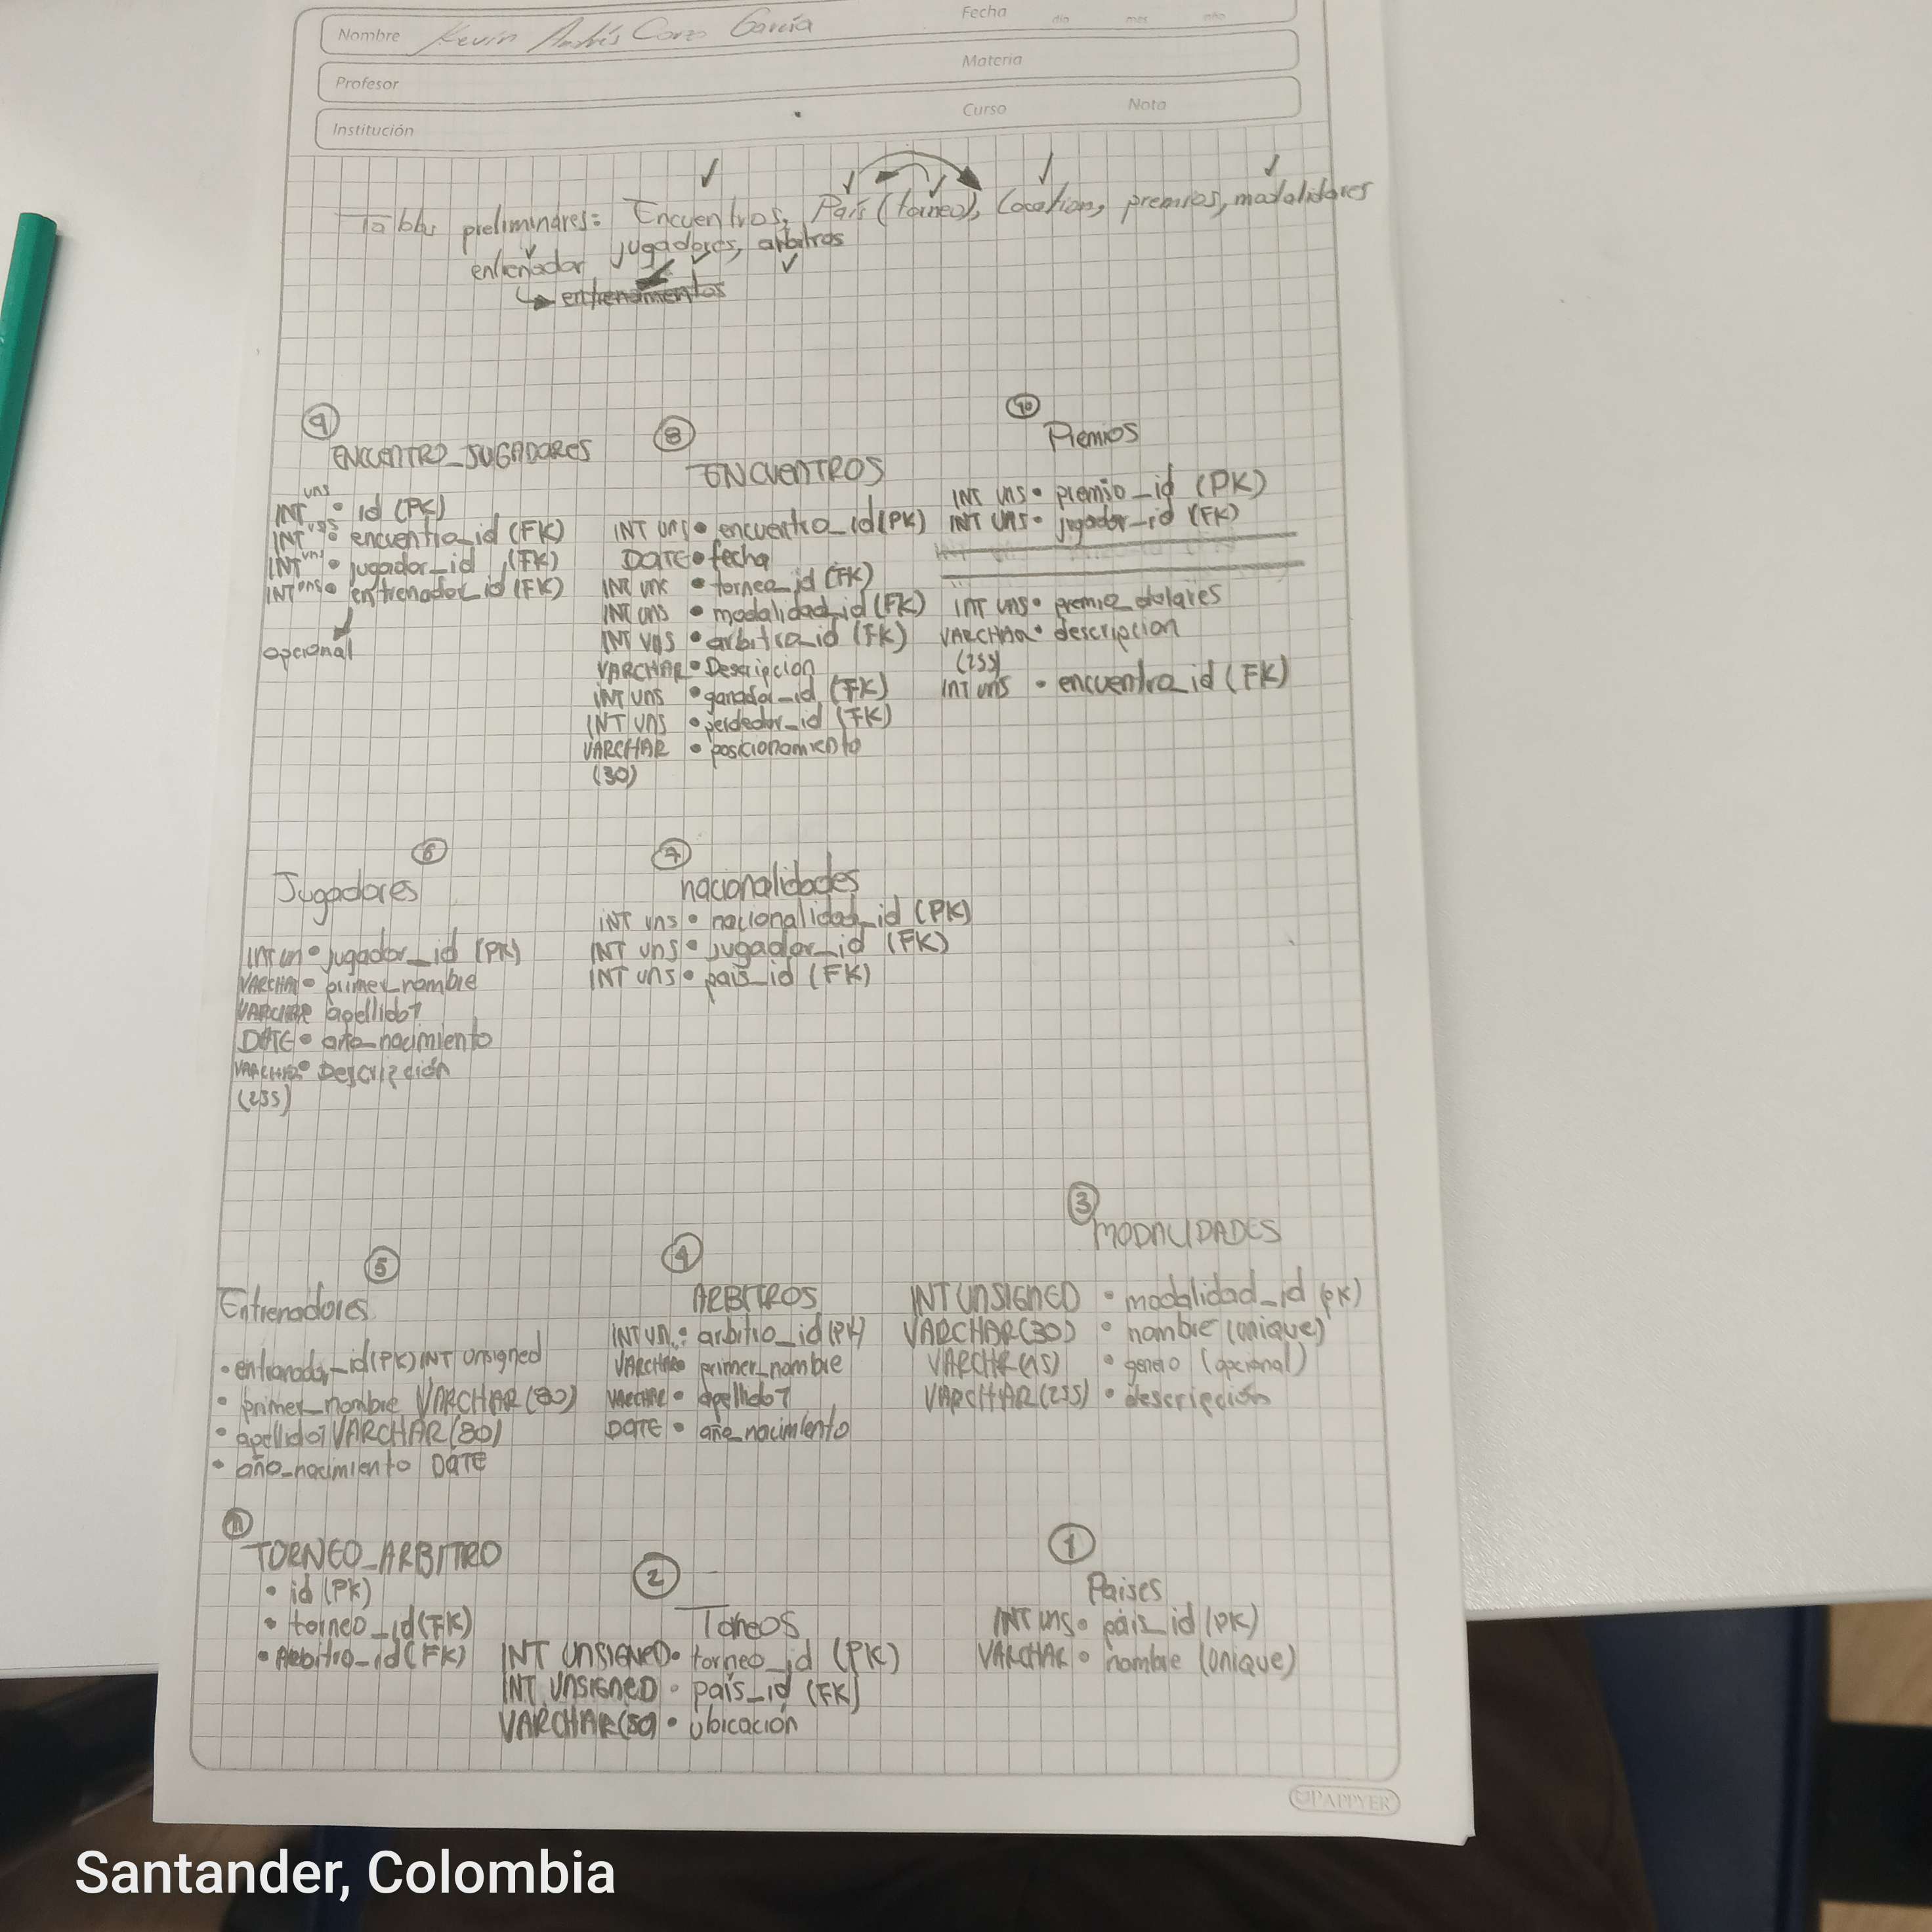 Nombre Kevin Andrés Corzo García
Fecha día mes año
Profesor
Materia
Institución
Curso Nota
Tablas preliminares: Encuentros, País (torneo), Location, premios, modalidades
entrenador jugadores, arbitros
entrenamientos
9
ENCUENTRO_JUGADORES
INT uns • id (PK)
INT uns • encuentro_id (FK)
INT uns • jugador_id (FK)
INT uns • entrenador_id (FK)
opcional
8
ENCUENTROS
INT uns • encuentro_id (PK)
DATE • fecha
INT uns • torneo_id (FK)
INT uns • modalidad_id (FK)
INT uns • arbitro_id (FK)
VARCHAR • Descripcion
INT uns • ganador_id (FK)
INT uns • perdedor_id (FK)
VARCHAR • posicionamiento
(30)
10
Premios
INT uns • premio_id (PK)
INT uns • jugador_id (FK)
INT uns • premio_dolares
VARCHAR • descripcion
(255)
INT uns • encuentro_id (FK)
6
Jugadores
INT un • jugador_id (PK)
VARCHAR • primer_nombre
VARCHAR apellido1
DATE • año_nacimiento
VARCHAR • Descripción
(255)
7
nacionalidades
INT uns • nacionalidad_id (PK)
INT uns • jugador_id (FK)
INT uns • pais_id (FK)
5
Entrenadores
• entrenador_id (PK) INT unsigned
• primer_nombre VARCHAR (80)
• apellido1 VARCHAR (80)
• año_nacimiento DATE
4
ARBITROS
INT un. • arbitro_id (PK)
VARCHAR • primer_nombre
VARCHAR • apellido1
DATE • año_nacimiento
3
MODALIDADES
INT UNSIGNED • modalidad_id (PK)
VARCHAR(30) • nombre (unique)
VARCHR(15) • genero (opcional)
VARCHAR(255) • descripción
11
TORNEO_ARBITRO
• id (PK)
• torneo_id (FK)
• Arbitro_id (FK)
2
Torneos
INT UNSIGNED • torneo_id (PK)
INT UNSIGNED • país_id (FK)
VARCHAR(50) • ubicación
1
Paises
INT uns • país_id (PK)
VARCHAR • nombre (unique)
PAPPYER
Santander, Colombia